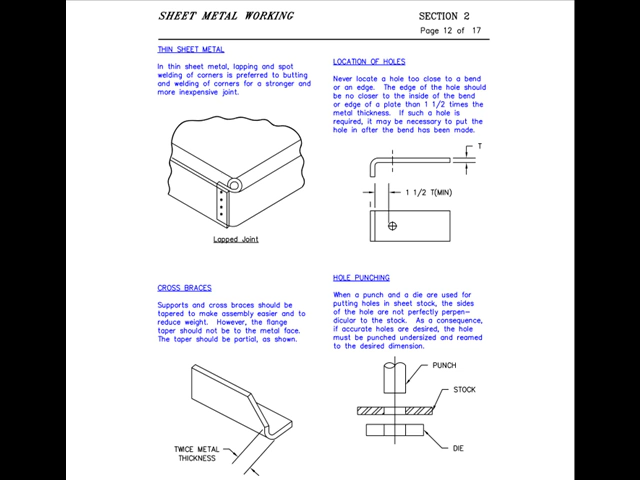 SHEET METAL WORKING
SECTION 2
Page 12 of 17
THIN SHEET METAL
In thin sheet metal, lapping and spot
welding of corners is preferred to butting
and welding of corners for a stronger and
more inexpensive joint.
Lapped Joint
LOCATION OF HOLES
Never locate a hole too close to a bend
or an edge. The edge of the hole should
be no closer to the inside of the bend
or edge of a plate than 1 1/2 times the
metal thickness. If such a hole is
required, it may be necessary to put the
hole in after the bend has been made.
T
1 1/2 T(MIN)
CROSS BRACES
Supports and cross braces should be
tapered to make assembly easier and to
reduce weight. However, the flange
taper should not be to the metal face.
The taper should be partial, as shown.
TWICE METAL
THICKNESS
HOLE PUNCHING
When a punch and a die are used for
putting holes in sheet stock, the sides
of the hole are not perfectly perpen-
dicular to the stock. As a consequence,
if accurate holes are desired, the hole
must be punched undersized and reamed
to the desired dimension.
PUNCH
STOCK
DIE